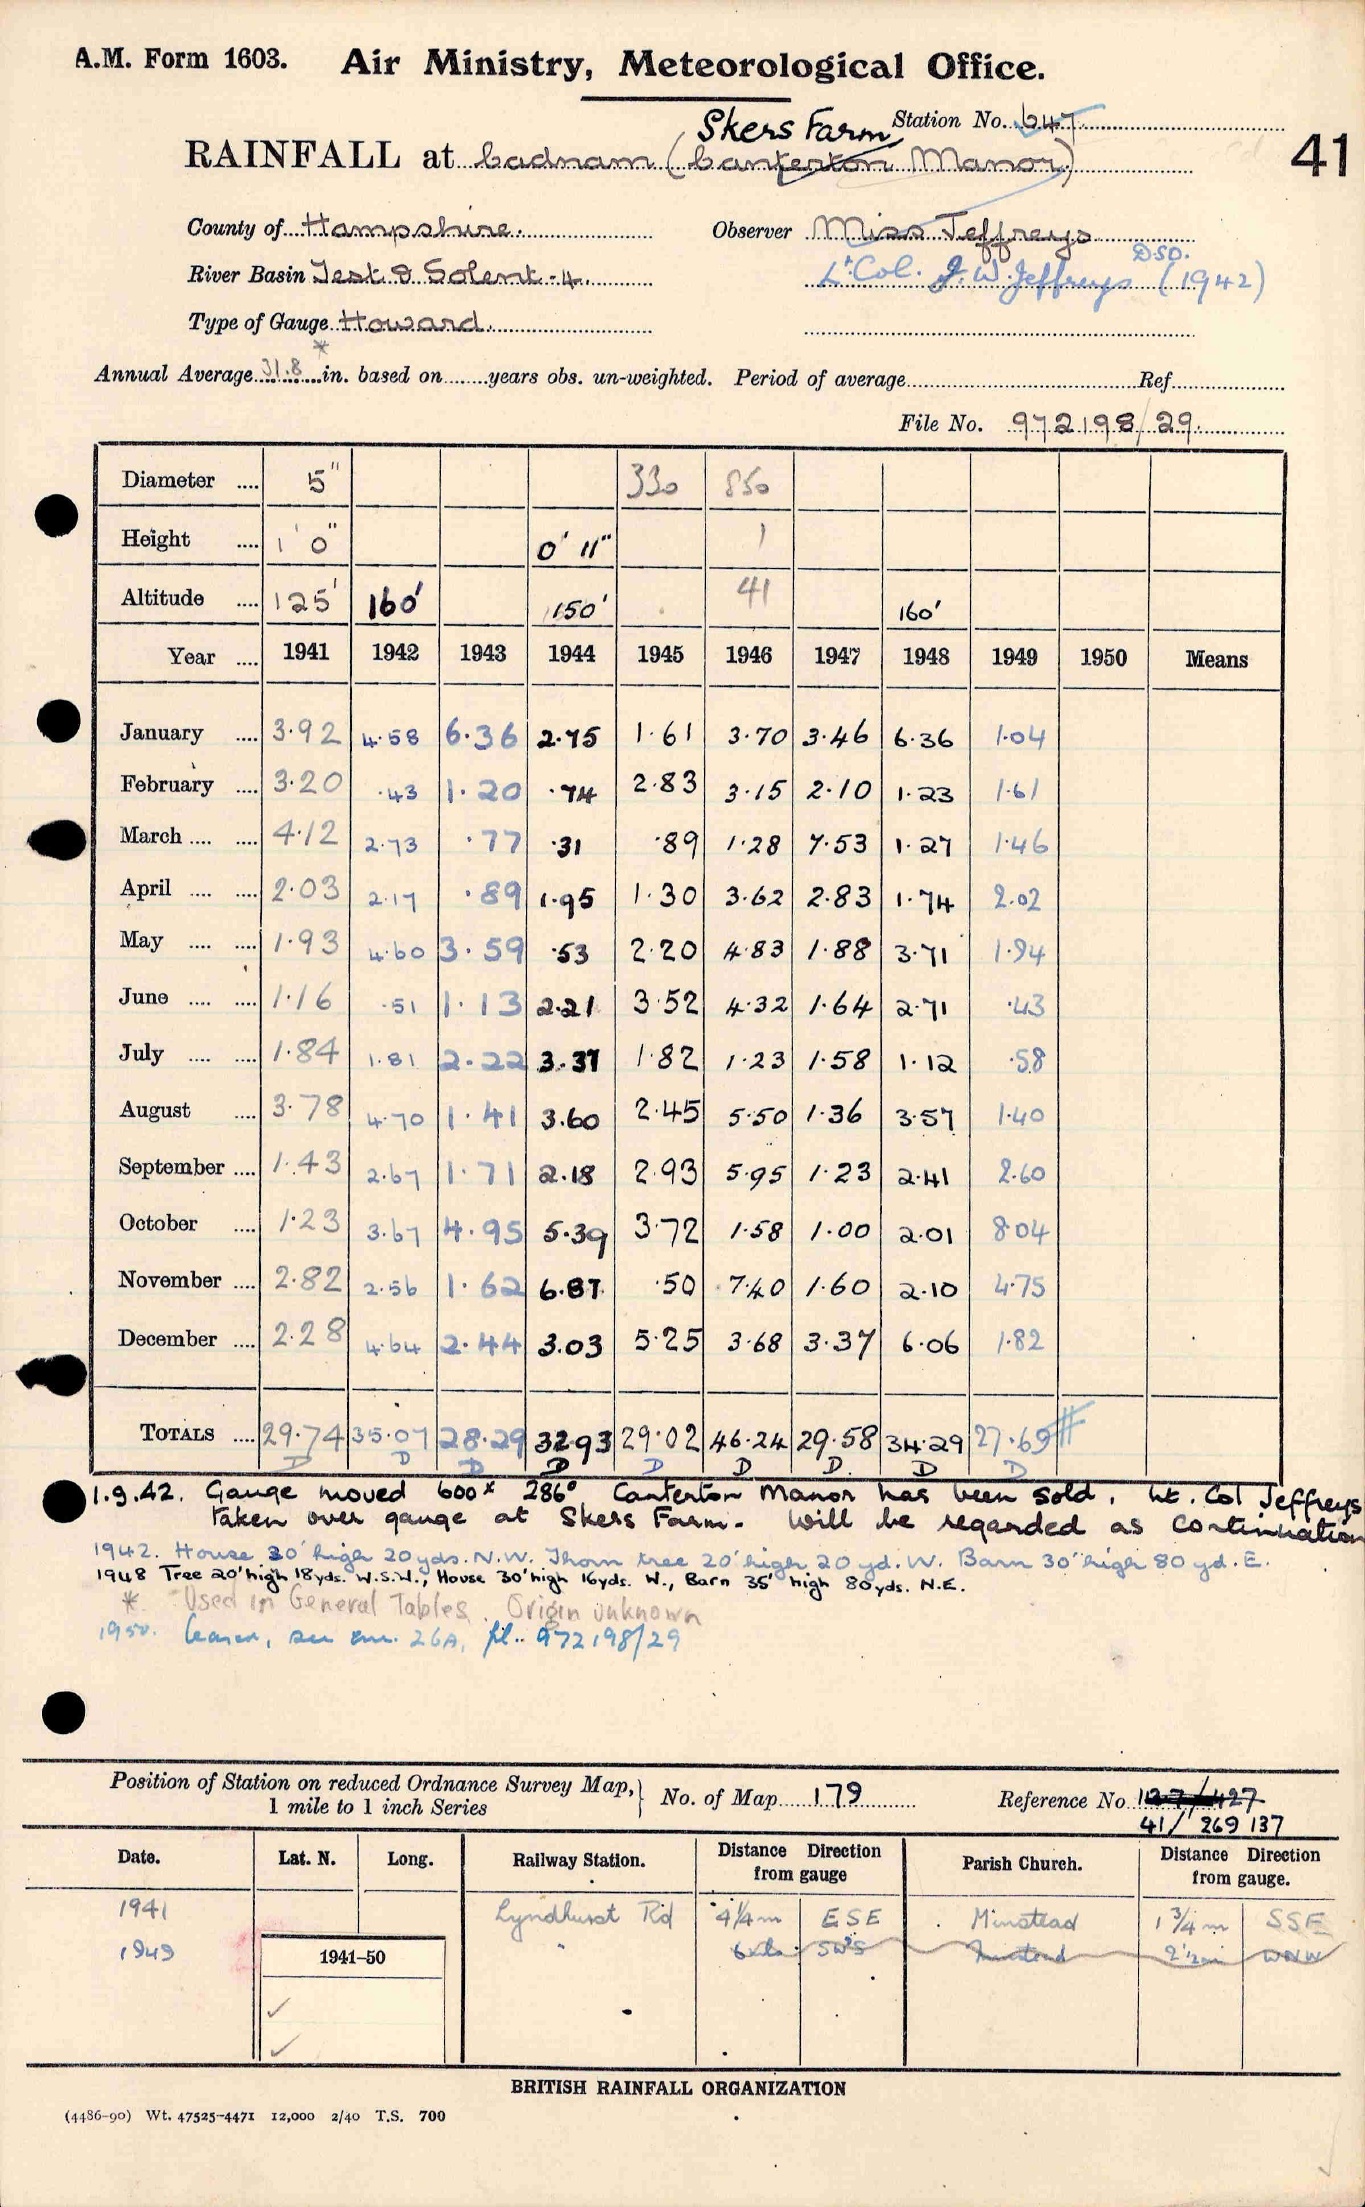 A.M. Form 1603. Air Ministry, Meteorological Office.
Station No. 647
41
Skers Farm
RAINFALL at Cadnam (Canterton Manor)
County of Hampshire. Observer Miss Jeffreys
River Basin Test & Solent - 4. Lt. Col. J. W. Jeffreys D.S.O. (1942)
Type of Gauge Howard.
Annual Average 31.8 * in. based on years obs. un-weighted. Period of average Ref
File No. 972198/29.
Diameter .... 5" 330 850
Height .... 1' 0" 0' 11" 1
Altitude .... 125' 160' 150' 41 160'
Year .... 1941 1942 1943 1944 1945 1946 1947 1948 1949 1950 Means
January .... 3.92 4.58 6.36 2.75 1.61 3.70 3.46 6.36 1.04
February .... 3.20 .43 1.20 .74 2.83 3.15 2.10 1.23 1.61
March .... .... 4.12 2.73 .77 .31 .89 1.28 7.53 1.27 1.46
April .... .... 2.03 2.17 .89 1.95 1.30 3.62 2.83 1.74 2.02
May .... .... 1.93 4.60 3.59 .53 2.20 4.83 1.88 3.71 1.94
June .... .... 1.16 .51 1.13 2.21 3.52 4.32 1.64 2.71 .43
July .... .... 1.84 1.81 2.22 3.37 1.82 1.23 1.58 1.12 .58
August .... 3.78 4.70 1.41 3.60 2.45 5.50 1.36 3.57 1.40
September .... 1.43 2.67 1.71 2.18 2.93 5.95 1.23 2.41 2.60
October .... 1.23 3.67 4.95 5.39 3.72 1.58 1.00 2.01 8.04
November .... 2.82 2.56 1.62 6.87 .50 7.40 1.60 2.10 4.75
December .... 2.28 4.64 2.44 3.03 5.25 3.68 3.37 6.06 1.82
TOTALS .... 29.74 35.07 28.29 32.93 29.02 46.24 29.58 34.29 27.69 #
D D D D D D D. D D
1.9.42. Gauge moved 600x 286° Canterton Manor has been sold. Lt. Col Jeffreys
taken over gauge at Skers Farm. Will be regarded as continuation
1942. House 30' high 20yds. N.W. Thorn tree 20' high 20 yd. W. Barn 30' high 80 yd. E.
1948 Tree 20' high 18yds. W.S.W., House 30' high 16yds. W., Barn 35' high 80yds. N.E.
* Used in General Tables. Origin unknown
1950. Ceased, see enc. 26A, fl. 972198/29
Position of Station on reduced Ordnance Survey Map,} No. of Map 179 Reference No.
1 mile to 1 inch Series
41/ 269 137
Date. Lat. N. Long. Railway Station. Distance Direction Parish Church. Distance Direction
from gauge from gauge.
1941 Lyndhurst Rd 4¼m ESE Minstead 1¾m SSE
1949 " Minstead 2½m WNW
1941-50
BRITISH RAINFALL ORGANIZATION
(4486-90) Wt. 47525-4471 12,000 2/40 T.S. 700